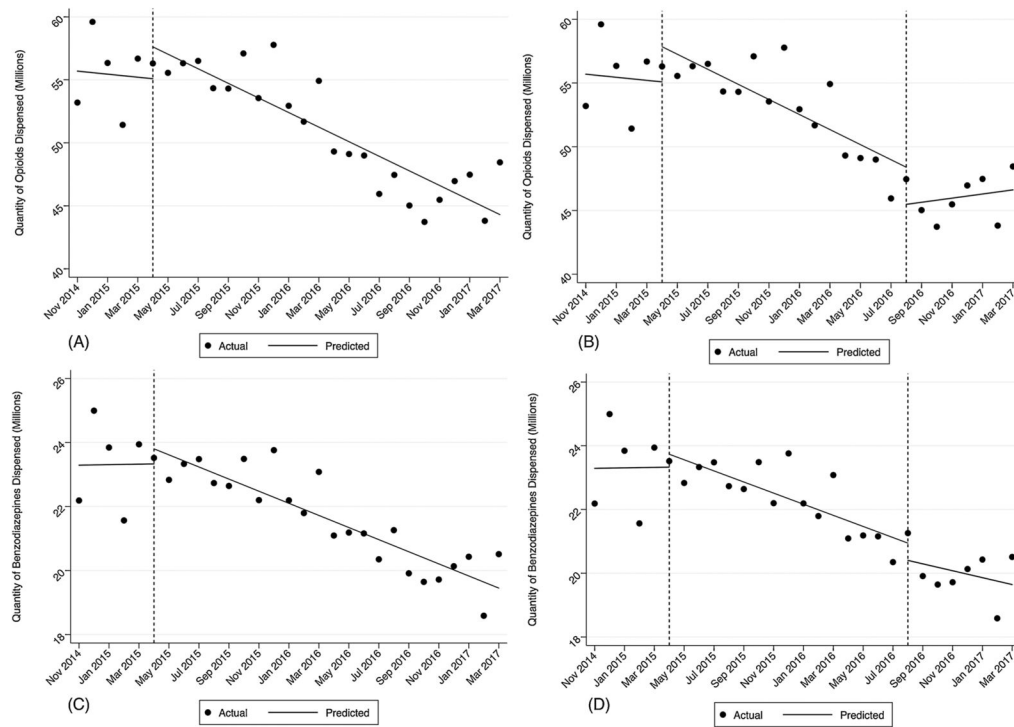 Quantity of Opioids Dispensed (Millions)
60
55
50
45
40
Nov 2014
Jan 2015
Mar 2015
May 2015
Jul 2015
Sep 2015
Nov 2015
Jan 2016
Mar 2016
May 2016
Jul 2016
Sep 2016
Nov 2016
Jan 2017
Mar 2017
(A)
Actual Predicted
Quantity of Opioids Dispensed (Millions)
60
55
50
45
40
Nov 2014
Jan 2015
Mar 2015
May 2015
Jul 2015
Sep 2015
Nov 2015
Jan 2016
Mar 2016
May 2016
Jul 2016
Sep 2016
Nov 2016
Jan 2017
Mar 2017
(B)
Actual Predicted
Quantity of Benzodiazepines Dispensed (Millions)
26
24
22
20
18
Nov 2014
Jan 2015
Mar 2015
May 2015
Jul 2015
Sep 2015
Nov 2015
Jan 2016
Mar 2016
May 2016
Jul 2016
Sep 2016
Nov 2016
Jan 2017
Mar 2017
(C)
Actual Predicted
Quantity of Benzodiazepines Dispensed (Millions)
26
24
22
20
18
Nov 2014
Jan 2015
Mar 2015
May 2015
Jul 2015
Sep 2015
Nov 2015
Jan 2016
Mar 2016
May 2016
Jul 2016
Sep 2016
Nov 2016
Jan 2017
Mar 2017
(D)
Actual Predicted